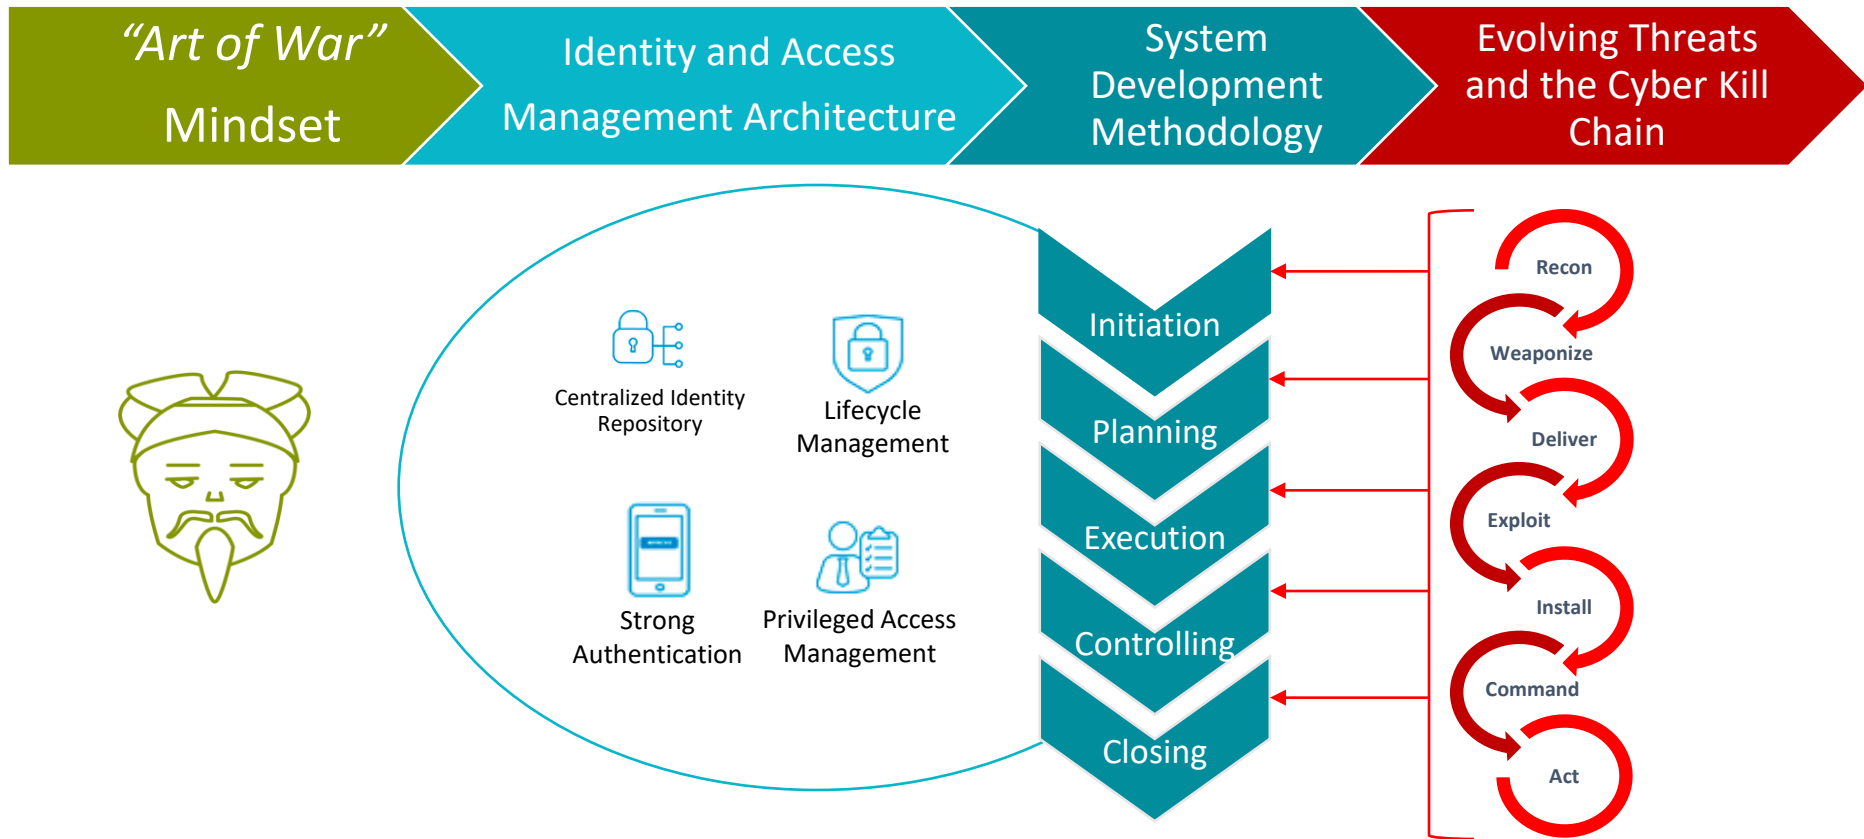 “Art of War”
Mindset
Identity and Access
Management Architecture
System
Development
Methodology
Evolving Threats
and the Cyber Kill
Chain
Centralized Identity
Repository
Lifecycle
Management
Strong
Authentication
Privileged Access
Management
Initiation
Planning
Execution
Controlling
Closing
Recon
Weaponize
Deliver
Exploit
Install
Command
Act